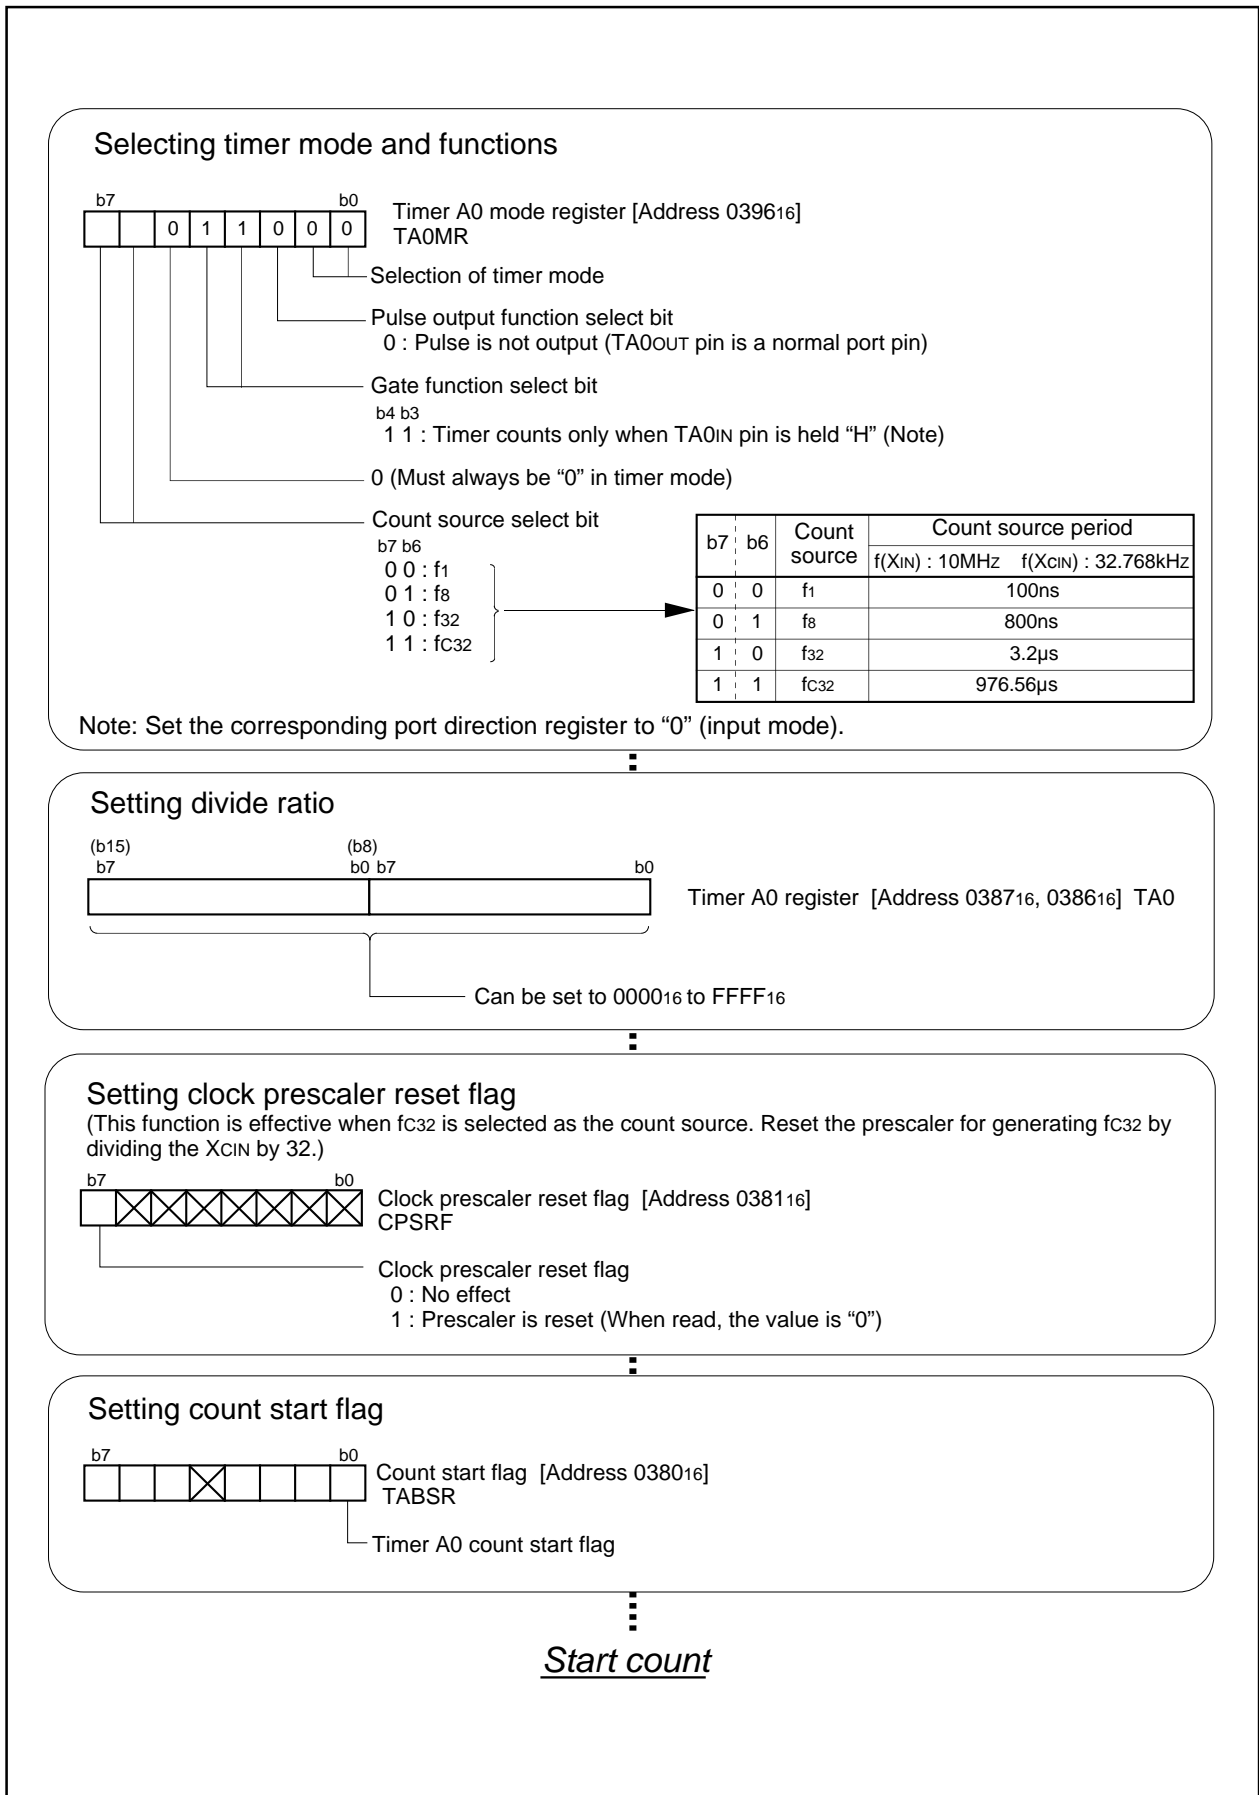 Selecting timer mode and functions
b7 b0
0 1 1 0 0 0
Timer A0 mode register [Address 039616]
TA0MR
Selection of timer mode
Pulse output function select bit
0 : Pulse is not output (TA0OUT pin is a normal port pin)
Gate function select bit
b4 b3
1 1 : Timer counts only when TA0IN pin is held “H” (Note)
0 (Must always be “0” in timer mode)
Count source select bit
b7 b6
0 0 : f1
0 1 : f8
1 0 : f32
1 1 : fC32
b7 b6 Count source Count source period
f(XIN) : 10MHZ f(XCIN) : 32.768kHZ
0 0 f1 100ns
0 1 f8 800ns
1 0 f32 3.2µs
1 1 fC32 976.56µs
Note: Set the corresponding port direction register to “0” (input mode).
Setting divide ratio
(b15) (b8)
b7 b0 b7 b0
Timer A0 register [Address 038716, 038616] TA0
Can be set to 000016 to FFFF16
Setting clock prescaler reset flag
(This function is effective when fC32 is selected as the count source. Reset the prescaler for generating fC32 by
dividing the XCIN by 32.)
b7 b0
Clock prescaler reset flag [Address 038116]
CPSRF
Clock prescaler reset flag
0 : No effect
1 : Prescaler is reset (When read, the value is “0”)
Setting count start flag
b7 b0
Count start flag [Address 038016]
TABSR
Timer A0 count start flag
Start count